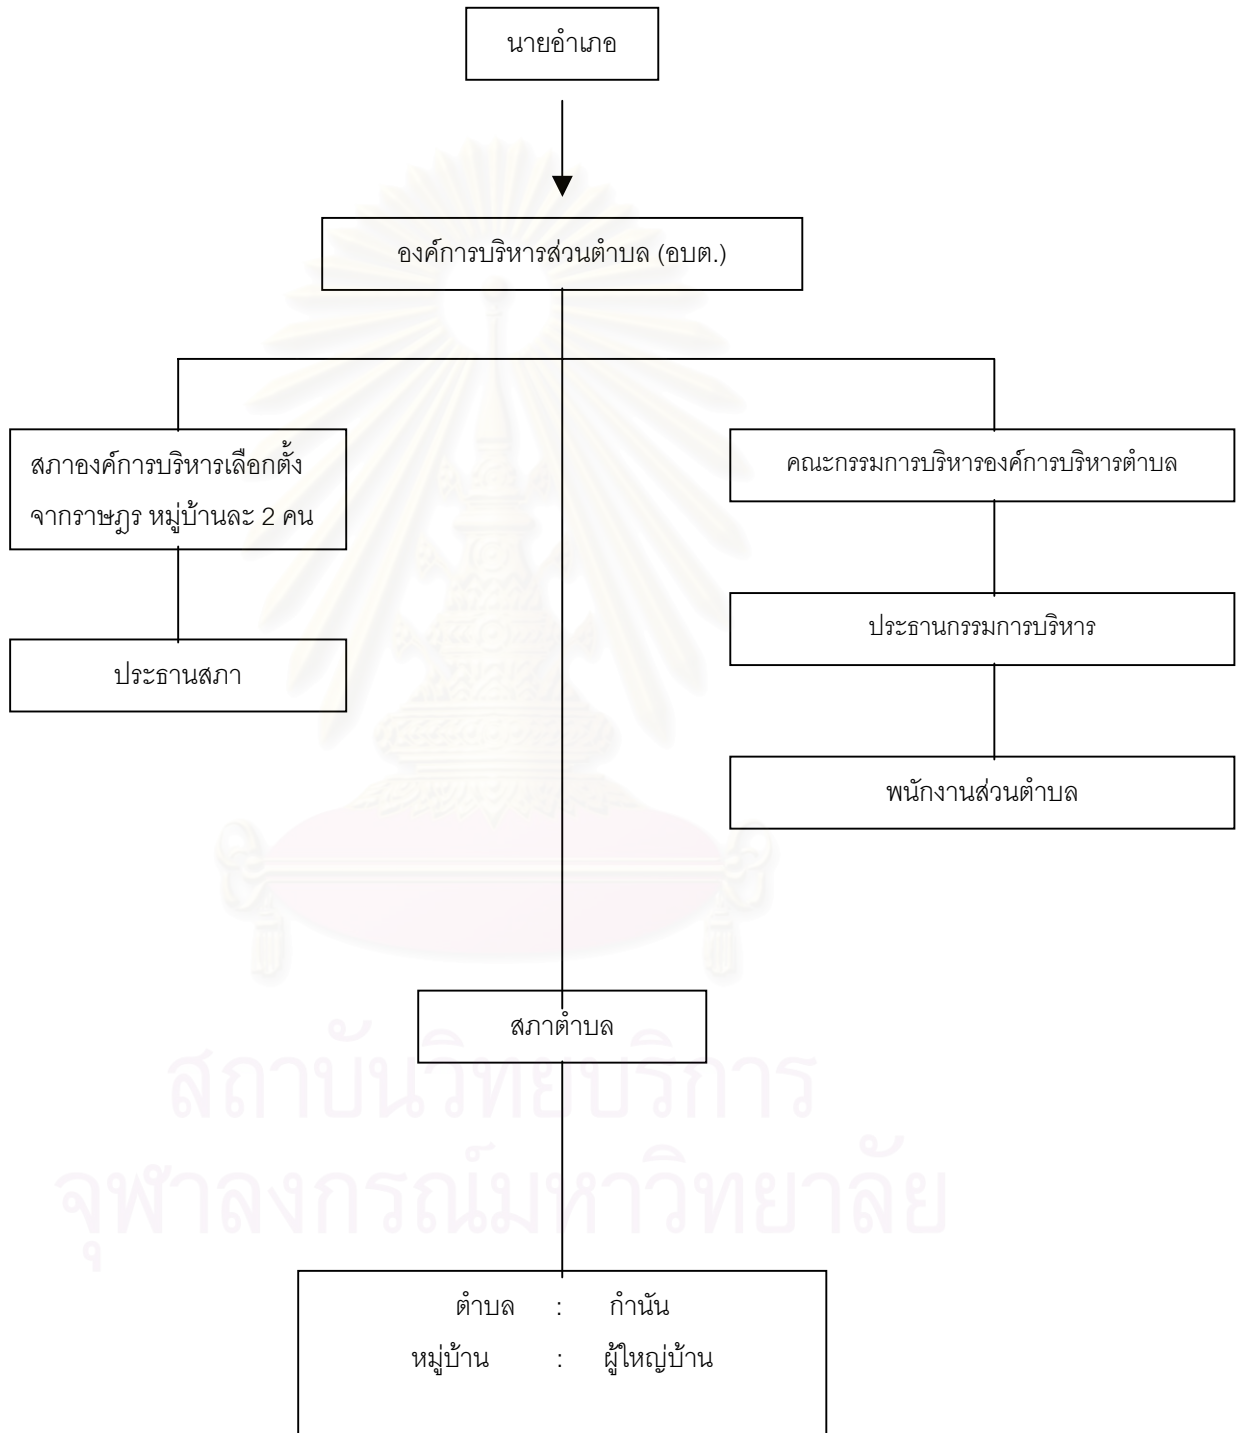 นายอำเภอ
องค์การบริหารส่วนตำบล (อบต.)
สภาองค์การบริหารเลือกตั้ง
จากราษฎร หมู่บ้านละ 2 คน
คณะกรรมการบริหารองค์การบริหารตำบล
ประธานกรรมการบริหาร
ประธานสภา
พนักงานส่วนตำบล
สภาตำบล
สถาบันวิทยบริการ
จุฬาลงกรณ์มหาวิทยาลัย
ตำบล : กำนัน
หมู่บ้าน : ผู้ใหญ่บ้าน